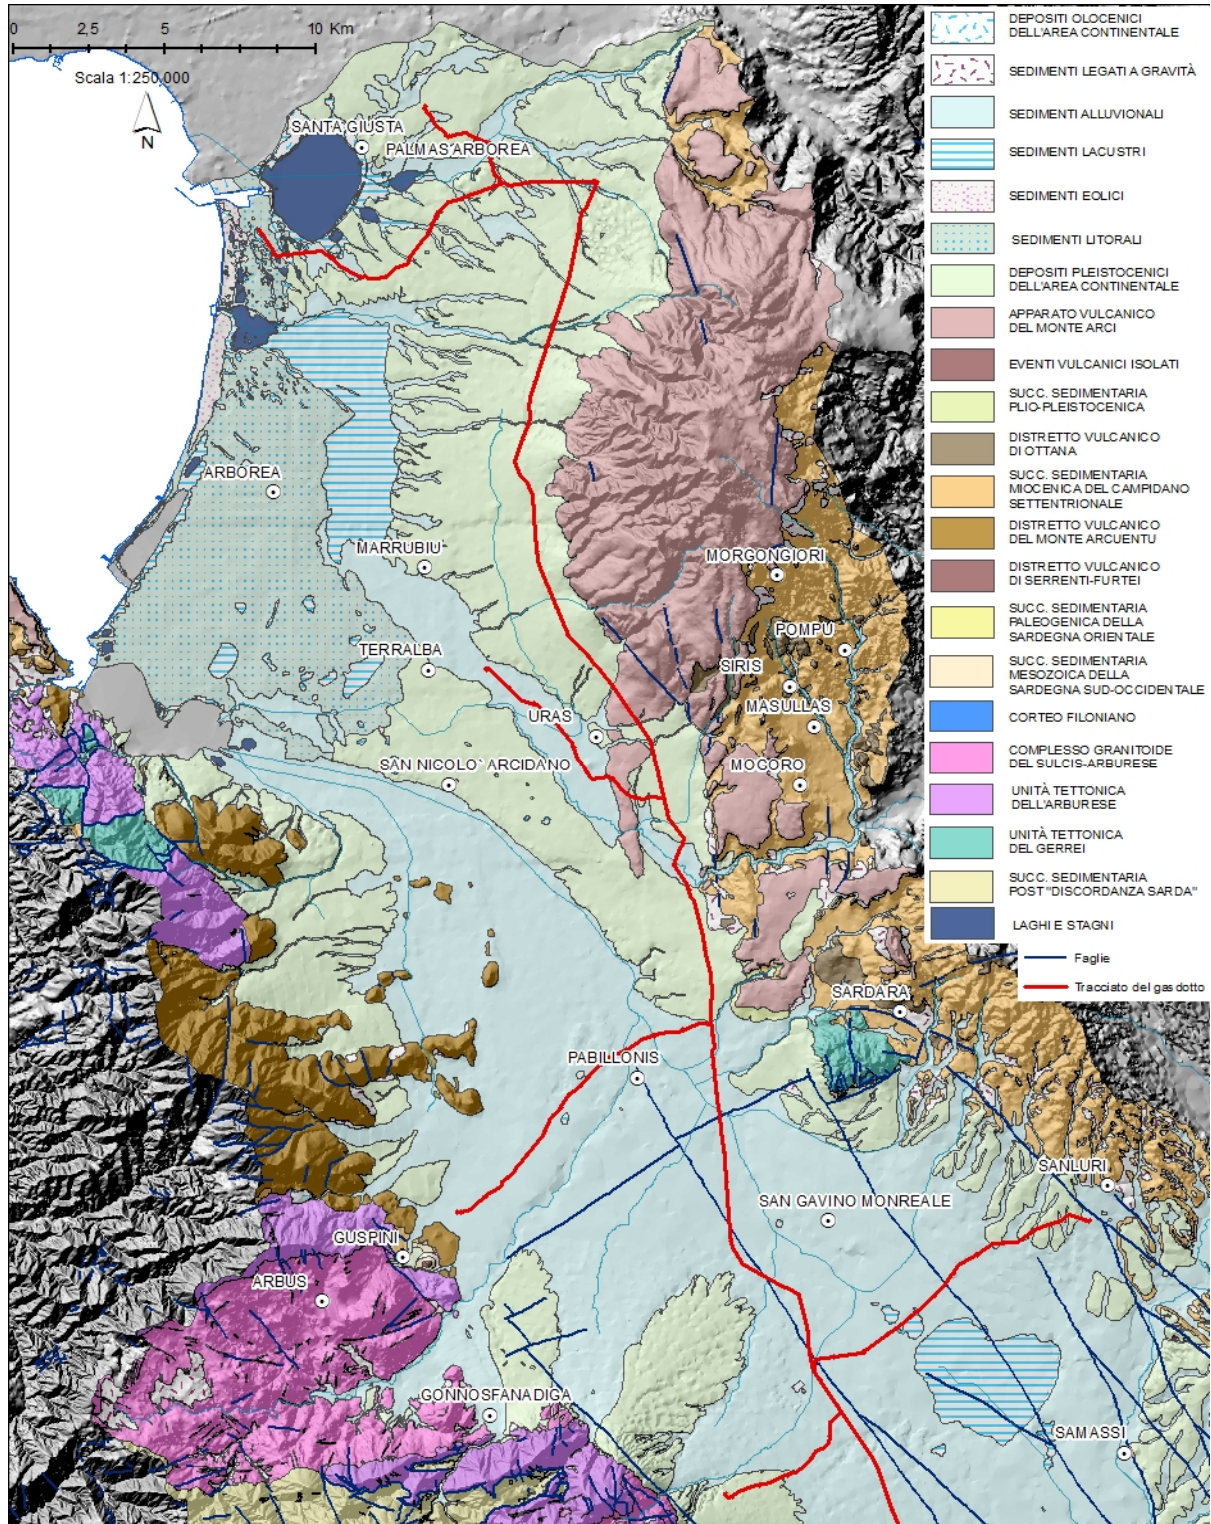 0 2,5 5 10 Km
Scala 1:250.000
N
SANTA GIUSTA
PALMAS ARBOREA
ARBOREA
MARRUBIU
MORGONGIORI
POMPU
TERRALBA
SIRIS
MASULLAS
URAS
SAN NICOLO' ARCIDANO
MOGORO
SARDARA
PABILLONIS
SANLURI
SAN GAVINO MONREALE
GUSPINI
ARBUS
GONNOSFANADIGA
SAMASSI
DEPOSITI OLOCENICI
DELL'AREA CONTINENTALE
SEDIMENTI LEGATI A GRAVITÀ
SEDIMENTI ALLUVIONALI
SEDIMENTI LACUSTRI
SEDIMENTI EOLICI
SEDIMENTI LITORALI
DEPOSITI PLEISTOCENICI
DELL'AREA CONTINENTALE
APPARATO VULCANICO
DEL MONTE ARCI
EVENTI VULCANICI ISOLATI
SUCC. SEDIMENTARIA
PLIO-PLEISTOCENICA
DISTRETTO VULCANICO
DI OTTANA
SUCC. SEDIMENTARIA
MIOCENICA DEL CAMPIDANO
SETTENTRIONALE
DISTRETTO VULCANICO
DEL MONTE ARCUENTU
DISTRETTO VULCANICO
DI SERRENTI-FURTEI
SUCC. SEDIMENTARIA
PALEOGENICA DELLA
SARDEGNA ORIENTALE
SUCC. SEDIMENTARIA
MESOZOICA DELLA
SARDEGNA SUD-OCCIDENTALE
CORTEO FILONIANO
COMPLESSO GRANITOIDE
DEL SULCIS-ARBURESE
UNITÀ TETTONICA
DELL'ARBURESE
UNITÀ TETTONICA
DEL GERREI
SUCC. SEDIMENTARIA
POST "DISCORDANZA SARDA"
LAGHI E STAGNI
Faglie
Tracciato del gasdotto